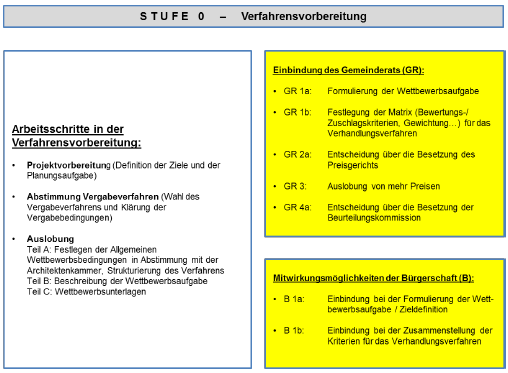 S T U F E 0 – Verfahrensvorbereitung
Arbeitsschritte in der
Verfahrensvorbereitung:
• Projektvorbereitung (Definition der Ziele und der
Planungsaufgabe)
• Abstimmung Vergabeverfahren (Wahl des
Vergabeverfahrens und Klärung der
Vergabebedingungen)
• Auslobung
Teil A: Festlegen der Allgemeinen
Wettbewerbsbedingungen in Abstimmung mit der
Architektenkammer, Strukturierung des Verfahrens
Teil B: Beschreibung der Wettbewerbsaufgabe
Teil C: Wettbewerbsunterlagen
Einbindung des Gemeinderats (GR):
• GR 1a: Formulierung der Wettbewerbsaufgabe
• GR 1b: Festlegung der Matrix (Bewertungs-/
Zuschlagskriterien, Gewichtung…) für das
Verhandlungsverfahren
• GR 2a: Entscheidung über die Besetzung des
Preisgerichts
• GR 3: Auslobung von mehr Preisen
• GR 4a: Entscheidung über die Besetzung der
Beurteilungskommission
Mitwirkungsmöglichkeiten der Bürgerschaft (B):
• B 1a: Einbindung bei der Formulierung der Wett-
bewerbsaufgabe / Zieldefinition
• B 1b: Einbindung bei der Zusammenstellung der
Kriterien für das Verhandlungsverfahren